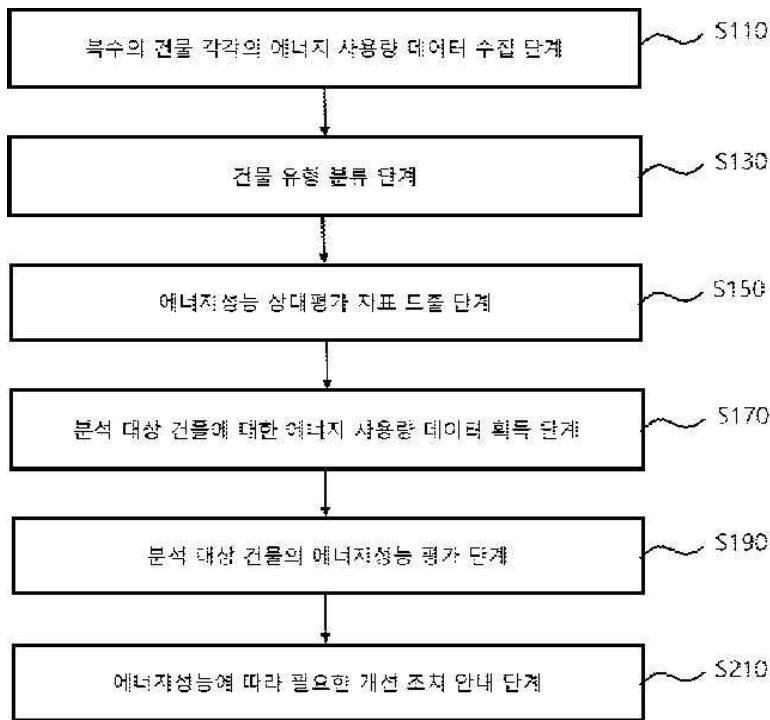 복수의 건물 각각의 에너지 사용량 데이터 수집 단계
S110
건물 유형 분류 단계
S130
에너지성능 상대평가 지표 도출 단계
S150
분석 대상 건물에 대한 에너지 사용량 데이터 획득 단계
S170
분석 대상 건물의 에너지성능 평가 단계
S190
에너지성능에 따라 필요한 개선 조치 안내 단계
S210